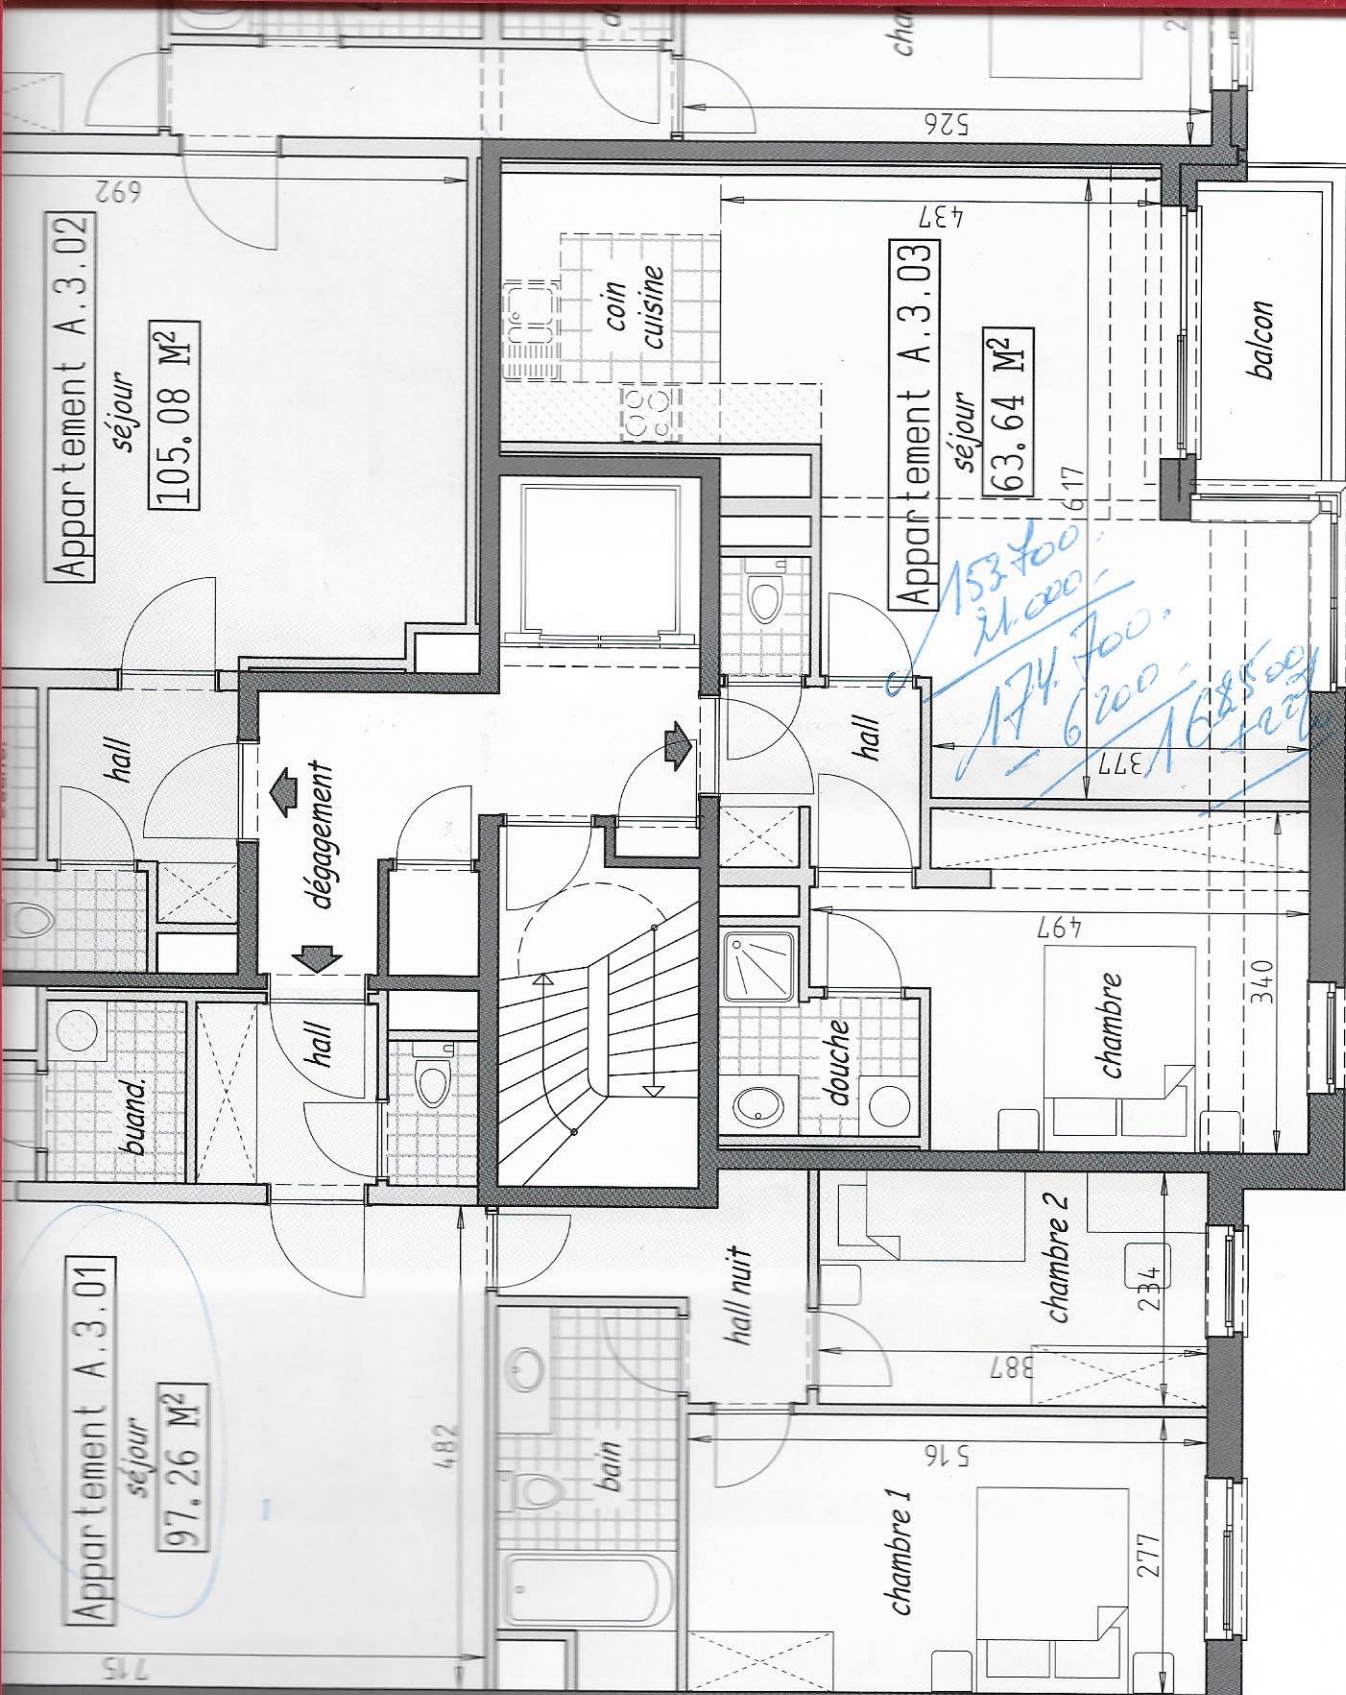 char
526
692
Appartement A.3.02
séjour
105.08 M²
coin
cuisine
437
Appartement A.3.03
séjour
63.64 M²
617
balcon
153.700
21.000
174.700
6200
168500
377
hall
hall
dégagement
497
340
chambre
douche
hall
buand.
Appartement A.3.01
séjour
97.26 M²
482
715
hall nuit
chambre 2
234
387
bain
516
chambre 1
277